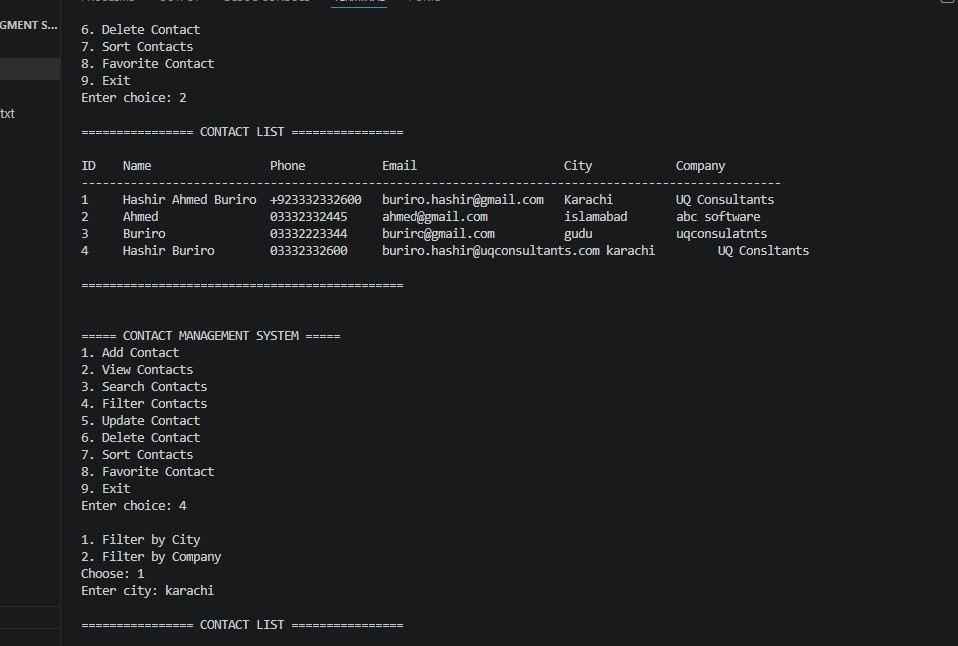 GMENT S...
txt
6. Delete Contact
7. Sort Contacts
8. Favorite Contact
9. Exit
Enter choice: 2
================ CONTACT LIST ================
ID Name Phone Email City Company
----------------------------------------------------------------------------------------------------
1 Hashir Ahmed Buriro +923332332600 buriro.hashir@gmail.com Karachi UQ Consultants
2 Ahmed 03332332445 ahmed@gmail.com islamabad abc software
3 Buriro 03332223344 burirc@gmail.com gudu uqconsulatnts
4 Hashir Buriro 03332332600 buriro.hashir@uqconsultants.com karachi UQ Consltants
==============================================
===== CONTACT MANAGEMENT SYSTEM =====
1. Add Contact
2. View Contacts
3. Search Contacts
4. Filter Contacts
5. Update Contact
6. Delete Contact
7. Sort Contacts
8. Favorite Contact
9. Exit
Enter choice: 4
1. Filter by City
2. Filter by Company
Choose: 1
Enter city: karachi
================ CONTACT LIST ================